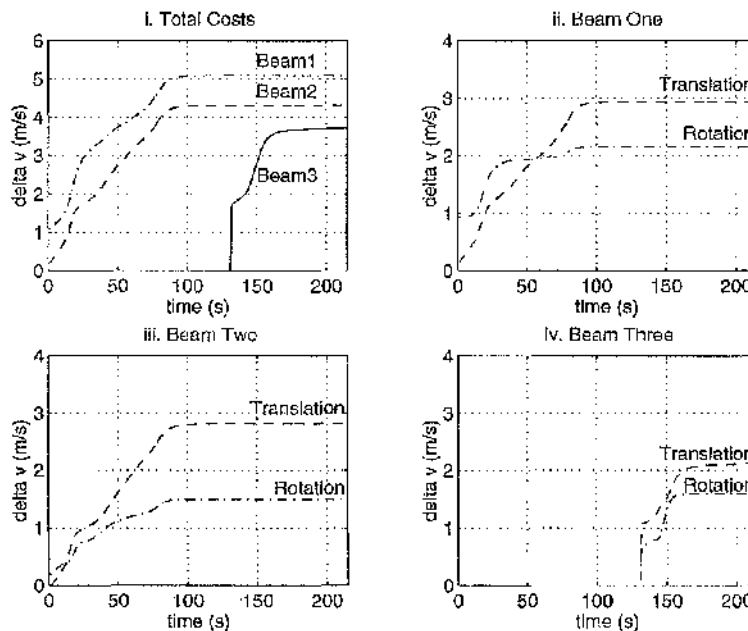 i. Total Costs
6
5
4
3
2
1
0
delta v (m/s)
Beam1
Beam2
Beam3
0 50 100 150 200
time (s)
ii. Beam One
4
3
2
1
0
delta v (m/s)
Translation
Rotation
0 50 100 150 200
time (s)
iii. Beam Two
4
3
2
1
0
delta v (m/s)
Translation
Rotation
0 50 100 150 200
time (s)
iv. Beam Three
4
3
2
1
0
delta v (m/s)
Translation
Rotation
0 50 100 150 200
time (s)